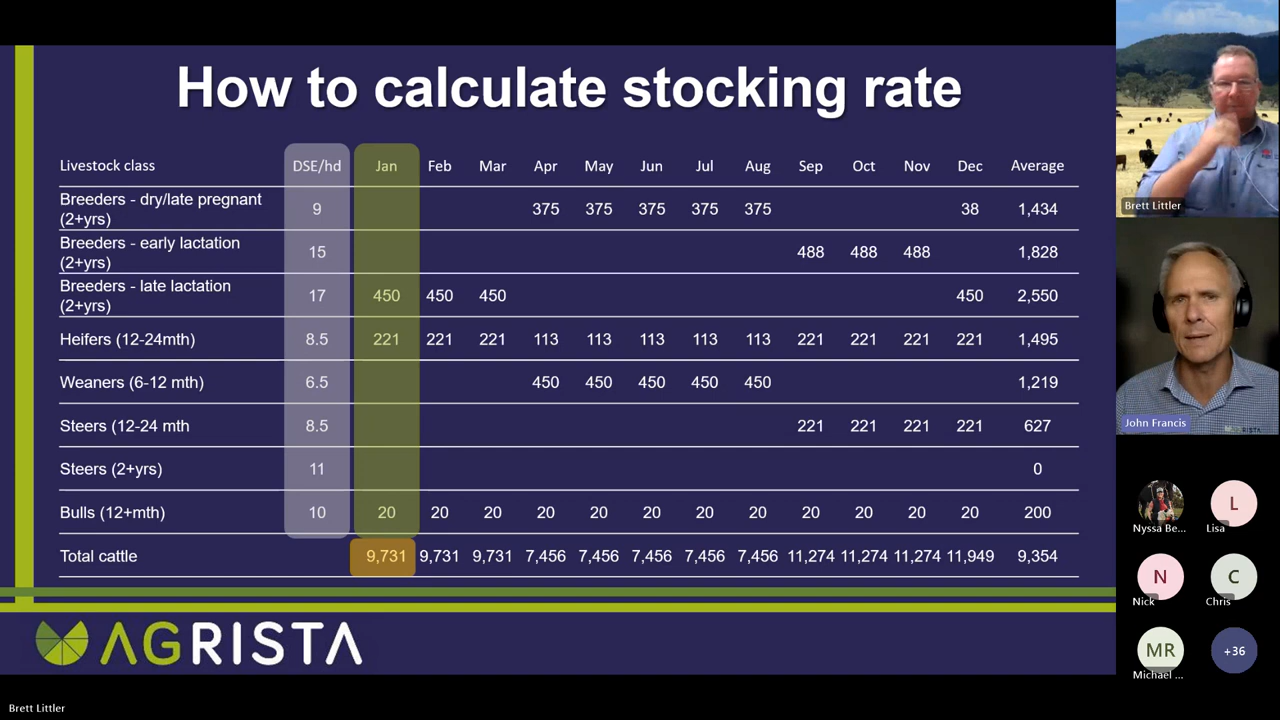 How to calculate stocking rate
Livestock class DSE/hd Jan Feb Mar Apr May Jun Jul Aug Sep Oct Nov Dec Average
Breeders - dry/late pregnant
(2+yrs) 9 375 375 375 375 375 38 1,434
Breeders - early lactation
(2+yrs) 15 488 488 488 1,828
Breeders - late lactation
(2+yrs) 17 450 450 450 450 2,550
Heifers (12-24mth) 8.5 221 221 221 113 113 113 113 113 221 221 221 221 1,495
Weaners (6-12 mth) 6.5 450 450 450 450 450 1,219
Steers (12-24 mth 8.5 221 221 221 221 627
Steers (2+yrs) 11 0
Bulls (12+mth) 10 20 20 20 20 20 20 20 20 20 20 20 20 200
Total cattle 9,731 9,731 9,731 7,456 7,456 7,456 7,456 7,456 11,274 11,274 11,274 11,949 9,354
AGRISTA
Brett Littler
Brett Littler
John Francis
Nyssa Be...
L
Lisa
N
Nick
C
Chris
MR
Michael ...
+36